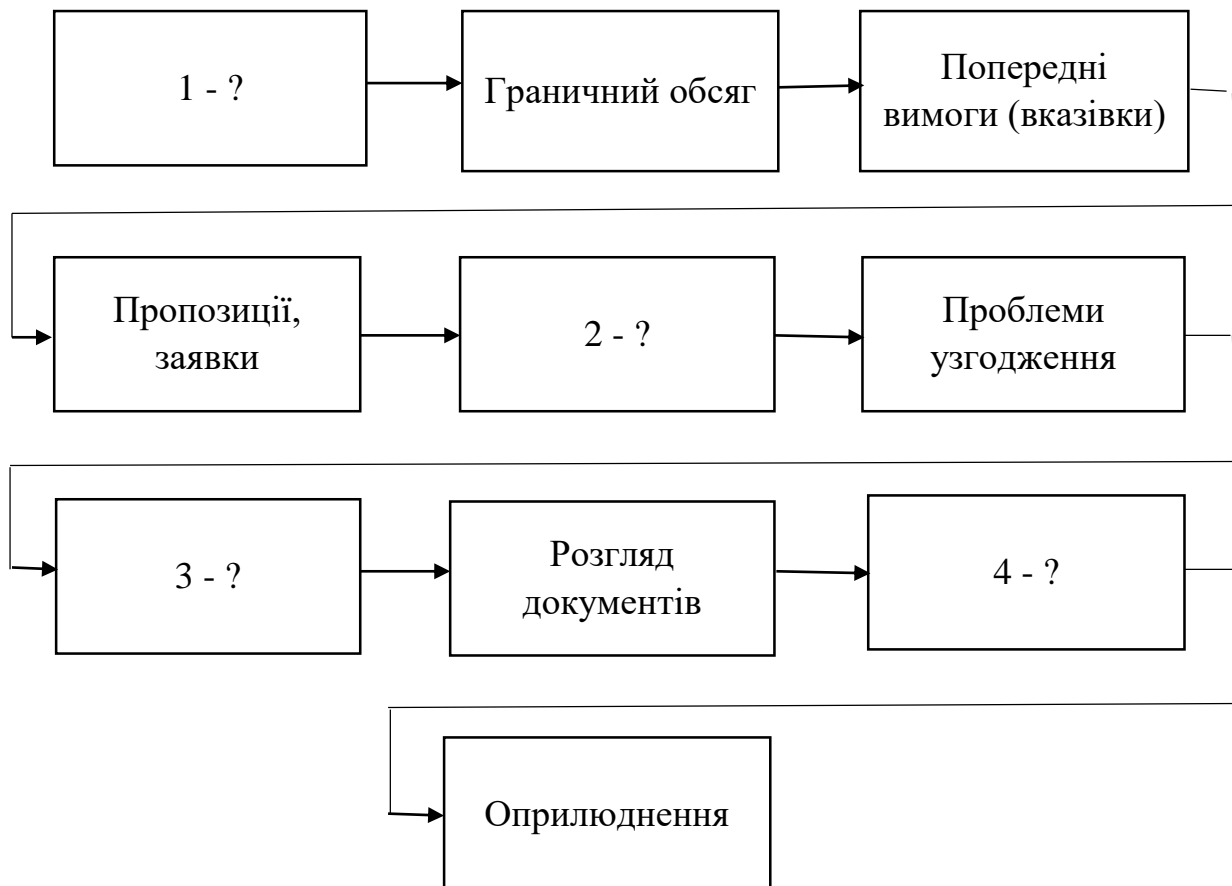 1 - ?
Граничний обсяг
Попередні
вимоги (вказівки)
Пропозиції,
заявки
2 - ?
Проблеми
узгодження
3 - ?
Розгляд
документів
4 - ?
Оприлюднення